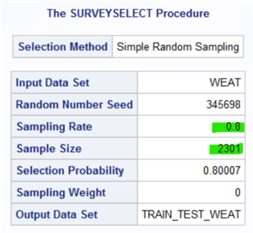 The SURVEYSELECT Procedure
Selection Method Simple Random Sampling
Input Data Set WEAT
Random Number Seed 345698
Sampling Rate 0.8
Sample Size 2301
Selection Probability 0.80007
Sampling Weight 0
Output Data Set TRAIN_TEST_WEAT